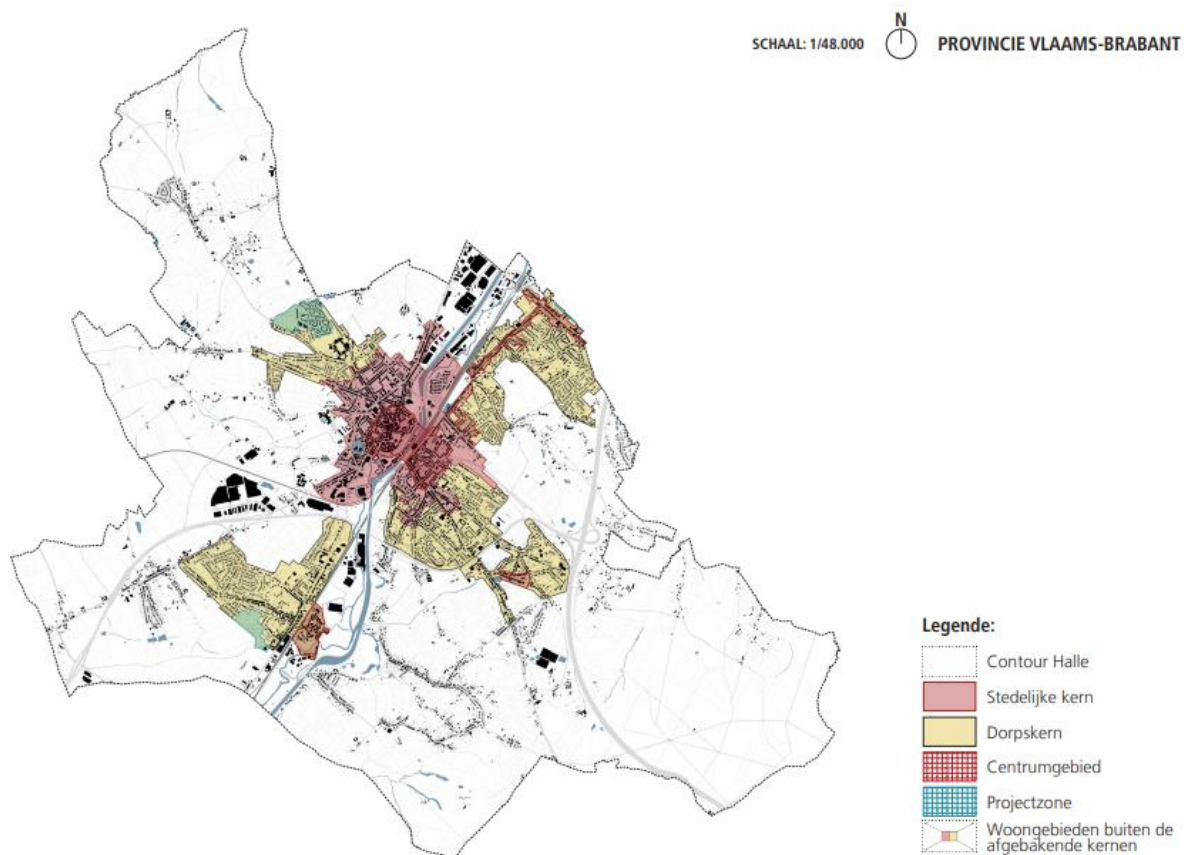 SCHAAL: 1/48.000
N
PROVINCIE VLAAMS-BRABANT
Legende:
Contour Halle
Stedelijke kern
Dorpskern
Centrumgebied
Projectzone
Woongebieden buiten de
afgebakende kernen